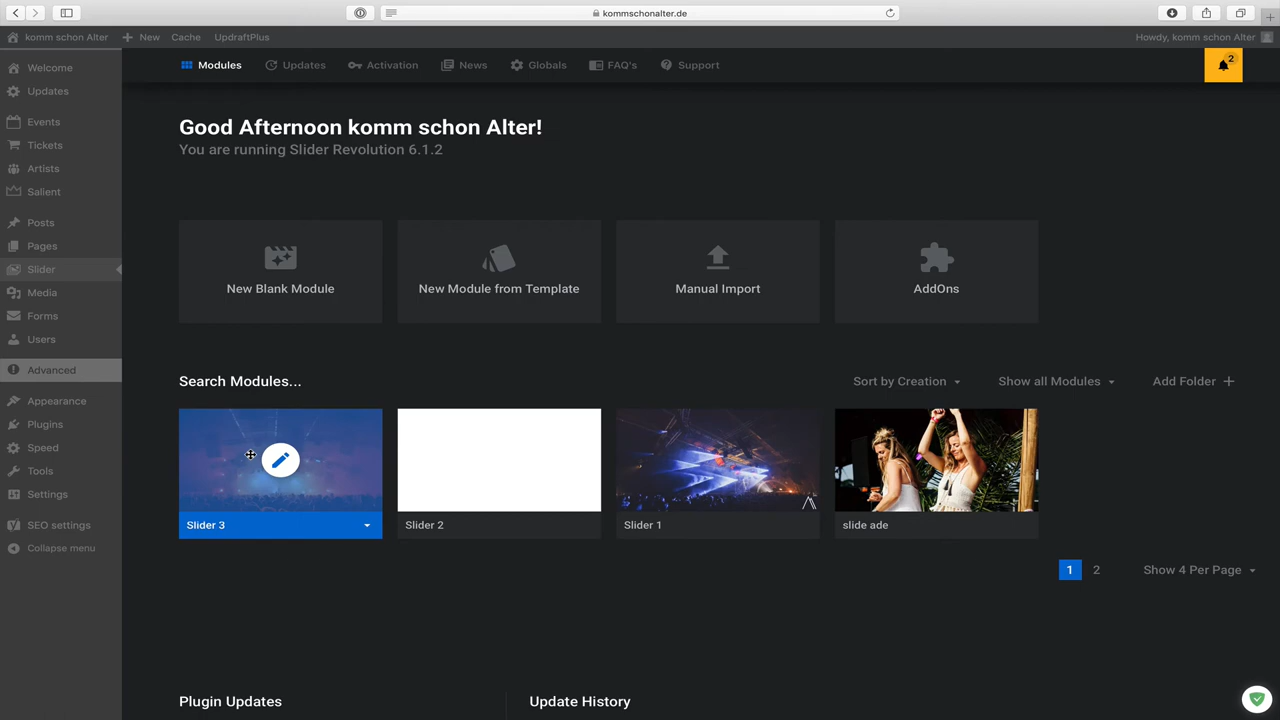 kommschonalter.de
komm schon Alter
New
Cache
UpdraftPlus
Howdy, komm schon Alter
Welcome
Updates
Events
Tickets
Artists
Salient
Posts
Pages
Slider
Media
Forms
Users
Advanced
Appearance
Plugins
Speed
Tools
Settings
SEO settings
Collapse menu
Modules
Updates
Activation
News
Globals
FAQ's
Support
2
Good Afternoon komm schon Alter!
You are running Slider Revolution 6.1.2
New Blank Module
New Module from Template
Manual Import
AddOns
Search Modules...
Sort by Creation
Show all Modules
Add Folder +
Slider 3
Slider 2
Slider 1
slide ade
1
2
Show 4 Per Page
Plugin Updates
Update History